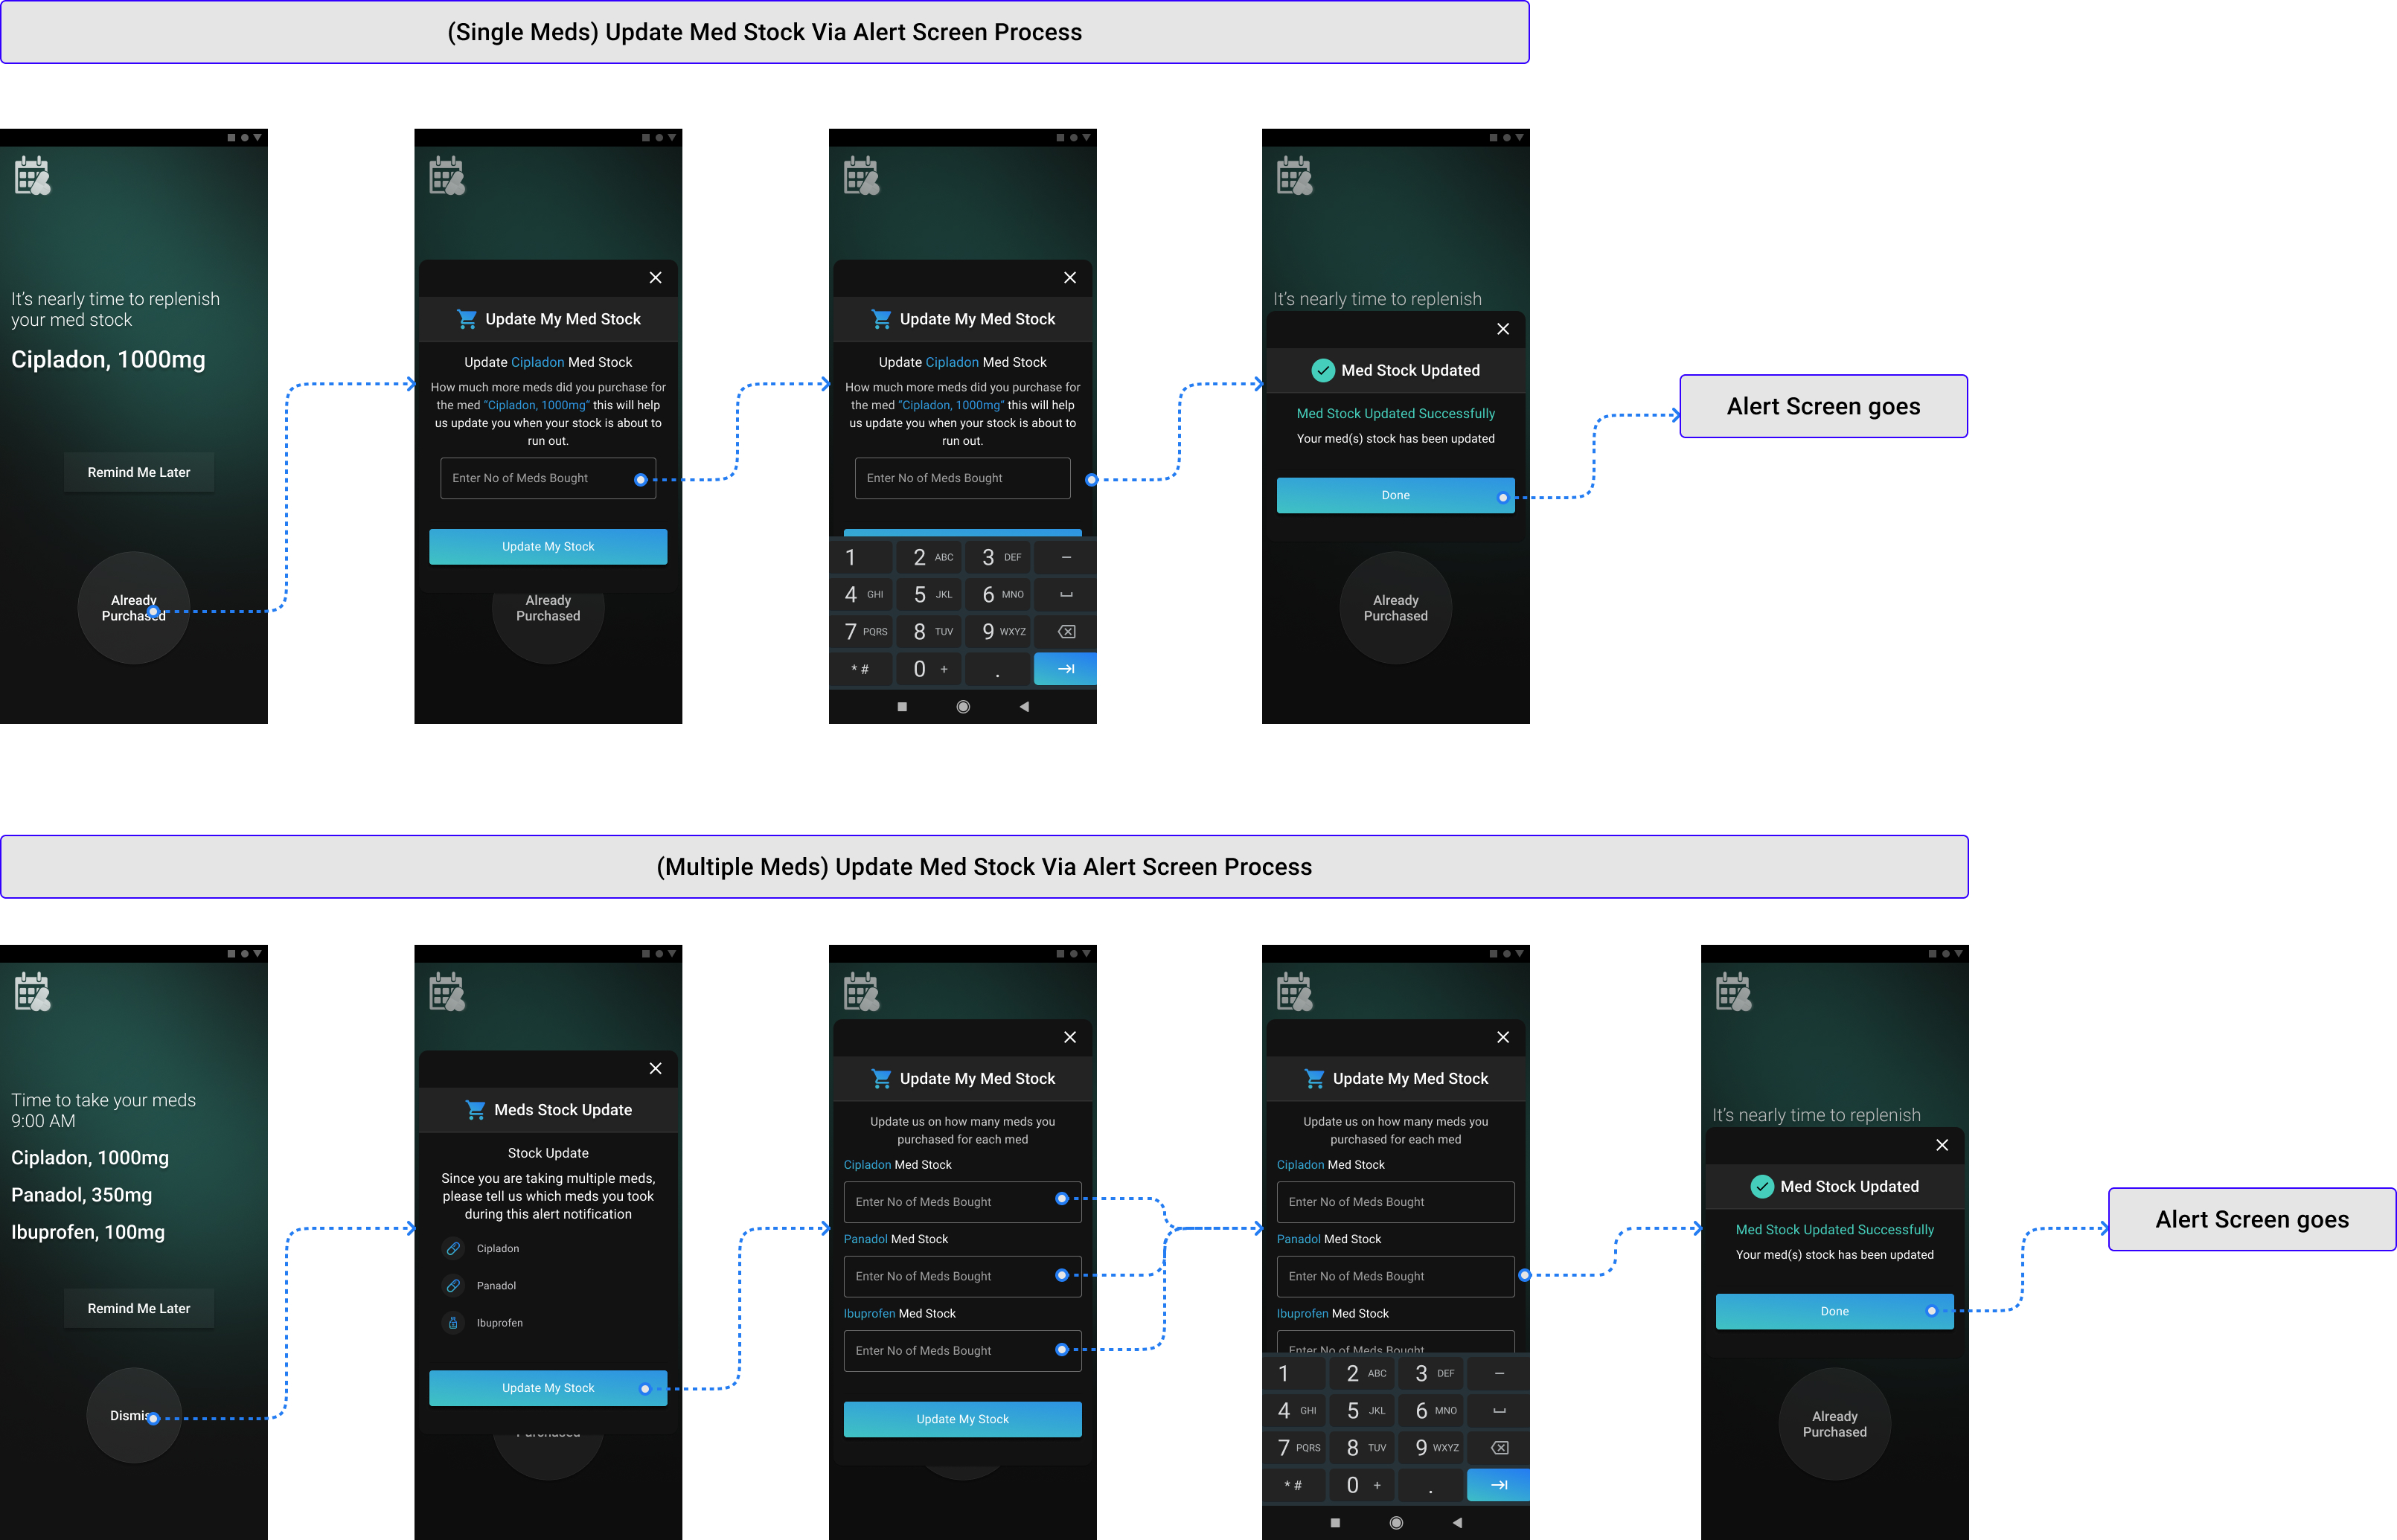 (Single Meds) Update Med Stock Via Alert Screen Process
It's nearly time to replenish
your med stock
Cipladon, 1000mg
Remind Me Later
Already
Purchased
Update My Med Stock
Update Cipladon Med Stock
How much more meds did you purchase for
the med "Cipladon, 1000mg" this will help
us update you when your stock is about to
run out.
Enter No of Meds Bought
Update My Stock
Already
Purchased
Update My Med Stock
Update Cipladon Med Stock
How much more meds did you purchase for
the med "Cipladon, 1000mg" this will help
us update you when your stock is about to
run out.
Enter No of Meds Bought
1 2 ABC 3 DEF –
4 GHI 5 JKL 6 MNO
7 PQRS 8 TUV 9 WXYZ
* # 0 + .
It's nearly time to replenish
Med Stock Updated
Med Stock Updated Successfully
Your med(s) stock has been updated
Done
Already
Purchased
Alert Screen goes
(Multiple Meds) Update Med Stock Via Alert Screen Process
Time to take your meds
9:00 AM
Cipladon, 1000mg
Panadol, 350mg
Ibuprofen, 100mg
Remind Me Later
Dismis
Meds Stock Update
Stock Update
Since you are taking multiple meds,
please tell us which meds you took
during this alert notification
Cipladon
Panadol
Ibuprofen
Update My Stock
Purchased
Update My Med Stock
Update us on how many meds you
purchased for each med
Cipladon Med Stock
Enter No of Meds Bought
Panadol Med Stock
Enter No of Meds Bought
Ibuprofen Med Stock
Enter No of Meds Bought
Update My Stock
Update My Med Stock
Update us on how many meds you
purchased for each med
Cipladon Med Stock
Enter No of Meds Bought
Panadol Med Stock
Enter No of Meds Bought
Ibuprofen Med Stock
Enter No of Meds Bought
1 2 ABC 3 DEF –
4 GHI 5 JKL 6 MNO
7 PQRS 8 TUV 9 WXYZ
* # 0 + .
It's nearly time to replenish
Med Stock Updated
Med Stock Updated Successfully
Your med(s) stock has been updated
Done
Already
Purchased
Alert Screen goes